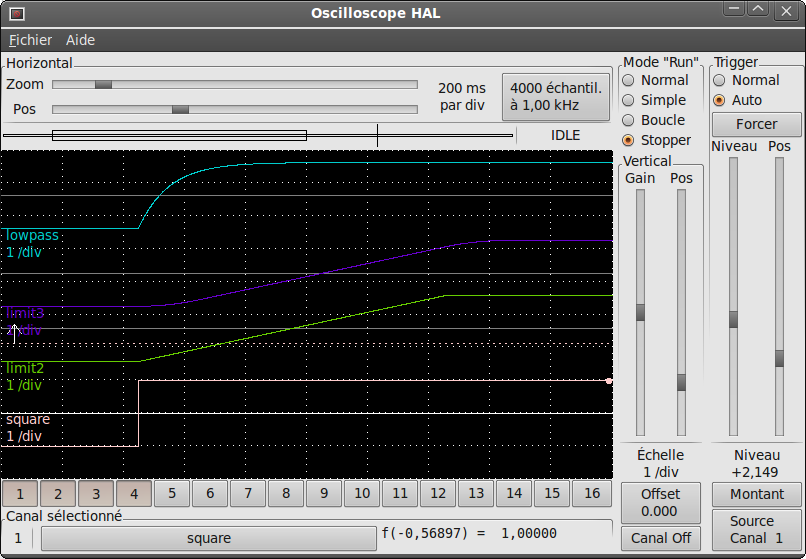 Oscilloscope HAL
Fichier Aide
Horizontal
Zoom
Pos
200 ms
par div
4000 échantil.
à 1,00 kHz
IDLE
Mode "Run"
Normal
Simple
Boucle
Stopper
Trigger
Normal
Auto
Forcer
Niveau Pos
Vertical
Gain Pos
lowpass
1 /div
limit3
1 /div
limit2
1 /div
square
1 /div
Échelle
1 /div
Offset
0.000
Canal Off
Niveau
+2,149
Montant
Source
Canal 1
1 2 3 4 5 6 7 8 9 10 11 12 13 14 15 16
Canal sélectionné
1 square f(-0,56897) = 1,00000